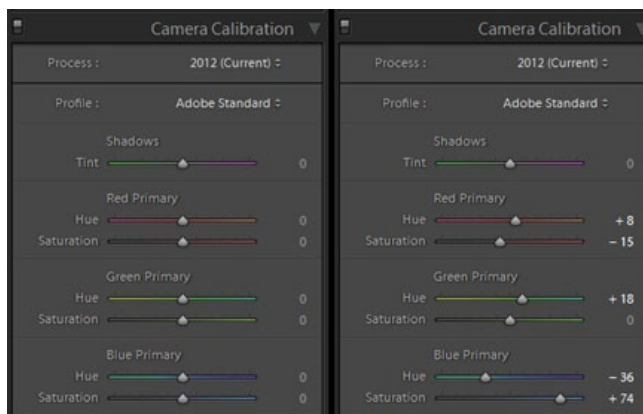 Camera Calibration
Process : 2012 (Current)
Profile : Adobe Standard
Shadows
Tint 0
Red Primary
Hue 0
Saturation 0
Green Primary
Hue 0
Saturation 0
Blue Primary
Hue 0
Saturation 0
Camera Calibration
Process : 2012 (Current)
Profile : Adobe Standard
Shadows
Tint 0
Red Primary
Hue + 8
Saturation − 15
Green Primary
Hue + 18
Saturation 0
Blue Primary
Hue − 36
Saturation + 74